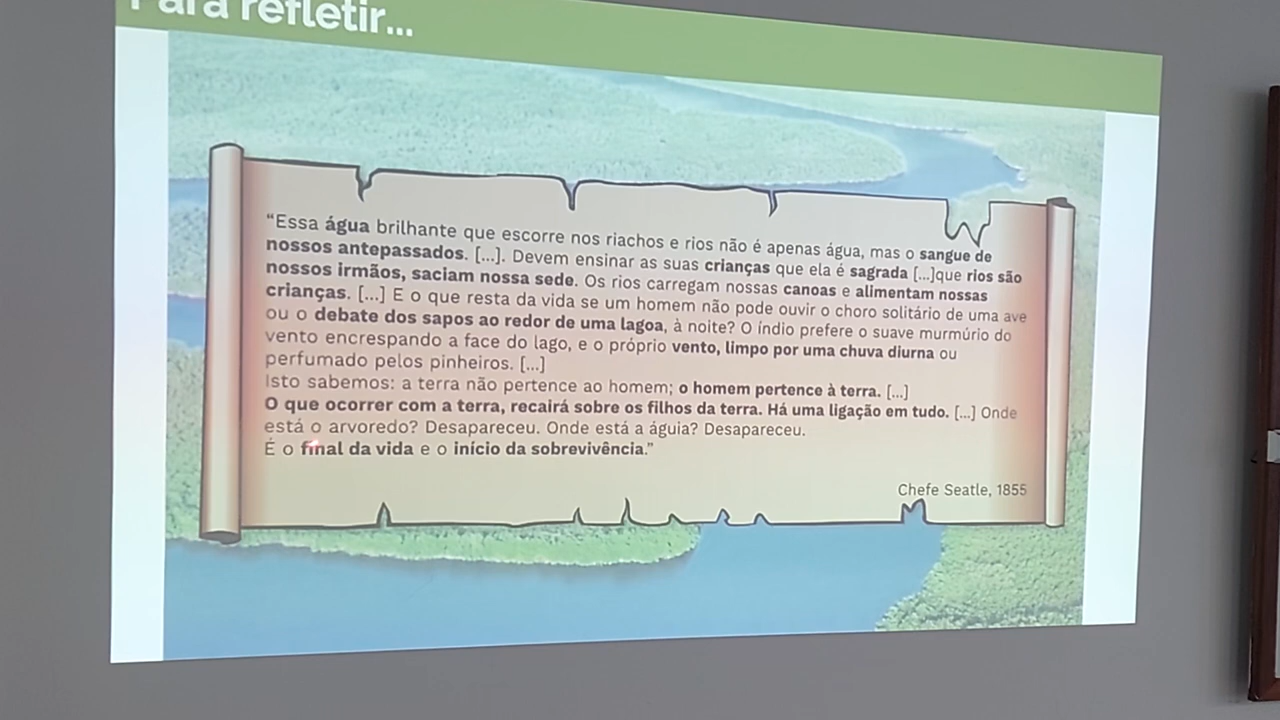 Para refletir...
“Essa água brilhante que escorre nos riachos e rios não é apenas água, mas o sangue de
nossos antepassados. [...]. Devem ensinar as suas crianças que ela é sagrada [...]que rios são
nossos irmãos, saciam nossa sede. Os rios carregam nossas canoas e alimentam nossas
crianças. [...] E o que resta da vida se um homem não pode ouvir o choro solitário de uma ave
ou o debate dos sapos ao redor de uma lagoa, à noite? O índio prefere o suave murmúrio do
vento encrespando a face do lago, e o próprio vento, limpo por uma chuva diurna ou
perfumado pelos pinheiros. [...]
Isto sabemos: a terra não pertence ao homem; o homem pertence à terra. [...]
O que ocorrer com a terra, recairá sobre os filhos da terra. Há uma ligação em tudo. [...] Onde
está o arvoredo? Desapareceu. Onde está a águia? Desapareceu.
É o final da vida e o início da sobrevivência.”
Chefe Seatle, 1855